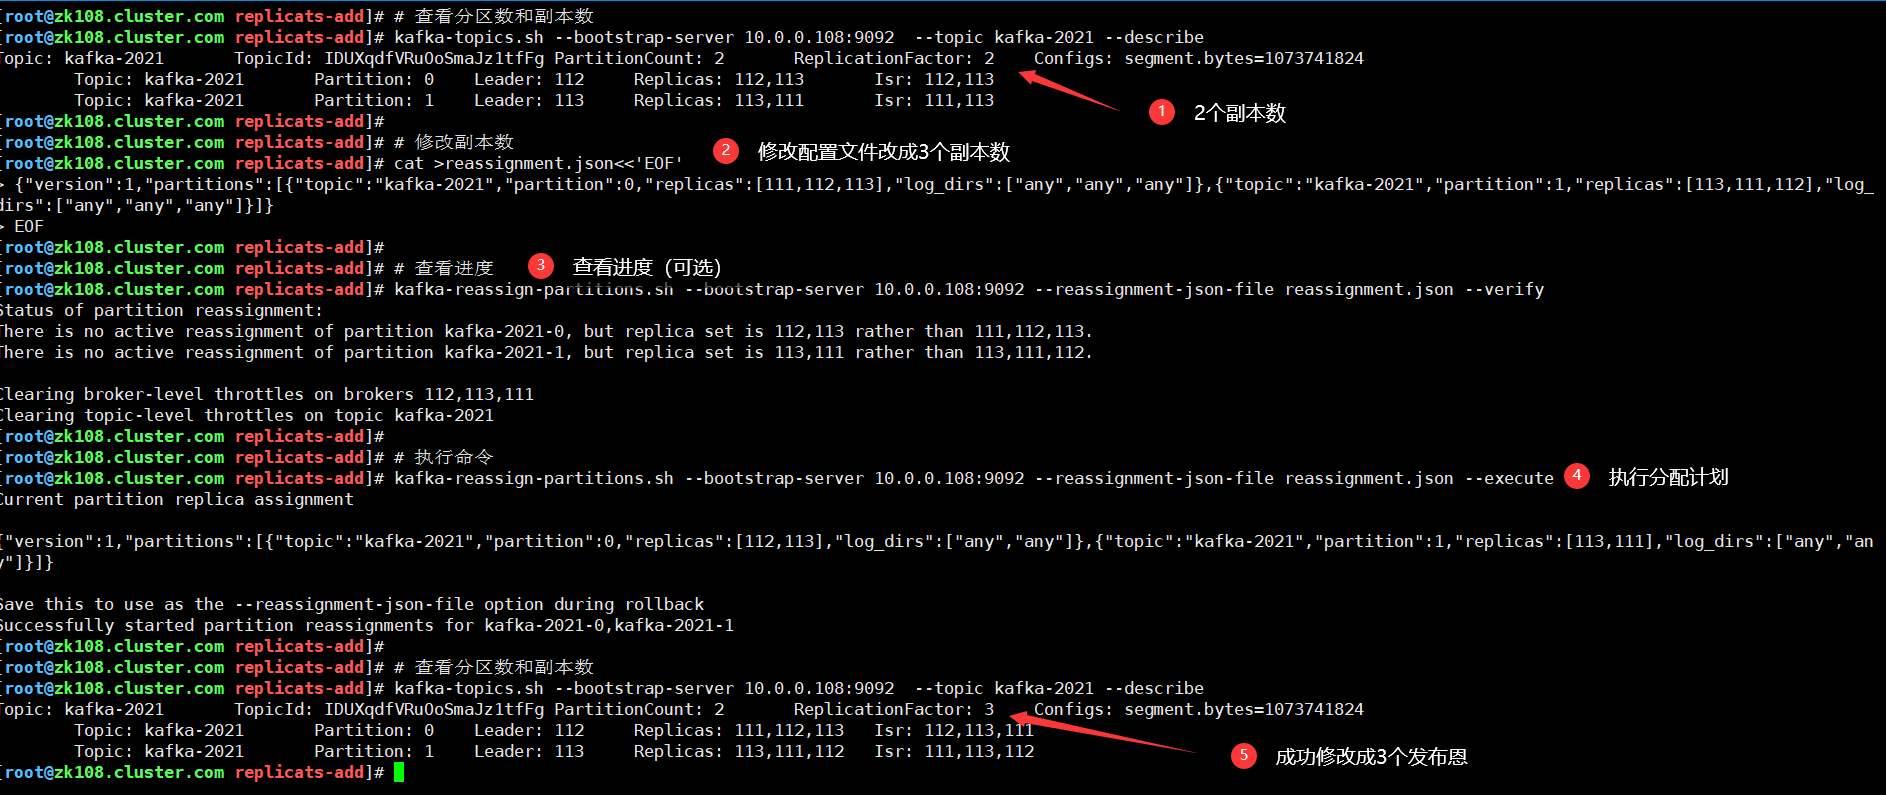 [root@zk108.cluster.com replicats-add]# # 查看分区数和副本数
[root@zk108.cluster.com replicats-add]# kafka-topics.sh --bootstrap-server 10.0.0.108:9092  --topic kafka-2021 --describe
Topic: kafka-2021       TopicId: IDUXqdfVRuOoSmaJz1tfFg PartitionCount: 2       ReplicationFactor: 2    Configs: segment.bytes=1073741824
Topic: kafka-2021       Partition: 0    Leader: 112     Replicas: 112,113       Isr: 112,113
Topic: kafka-2021       Partition: 1    Leader: 113     Replicas: 113,111       Isr: 111,113
1 2个副本数
[root@zk108.cluster.com replicats-add]#
[root@zk108.cluster.com replicats-add]# # 修改副本数
2 修改配置文件改成3个副本数
[root@zk108.cluster.com replicats-add]# cat >reassignment.json<<'EOF'
> {"version":1,"partitions":[{"topic":"kafka-2021","partition":0,"replicas":[111,112,113],"log_dirs":["any","any","any"]},{"topic":"kafka-2021","partition":1,"replicas":[113,111,112],"log_
dirs":["any","any","any"]}]}
> EOF
[root@zk108.cluster.com replicats-add]#
[root@zk108.cluster.com replicats-add]# # 查看进度
3 查看进度（可选）
[root@zk108.cluster.com replicats-add]# kafka-reassign-partitions.sh --bootstrap-server 10.0.0.108:9092 --reassignment-json-file reassignment.json --verify
Status of partition reassignment:
There is no active reassignment of partition kafka-2021-0, but replica set is 112,113 rather than 111,112,113.
There is no active reassignment of partition kafka-2021-1, but replica set is 113,111 rather than 113,111,112.
Clearing broker-level throttles on brokers 112,113,111
Clearing topic-level throttles on topic kafka-2021
[root@zk108.cluster.com replicats-add]#
[root@zk108.cluster.com replicats-add]# # 执行命令
[root@zk108.cluster.com replicats-add]# kafka-reassign-partitions.sh --bootstrap-server 10.0.0.108:9092 --reassignment-json-file reassignment.json --execute 4 执行分配计划
Current partition replica assignment
{"version":1,"partitions":[{"topic":"kafka-2021","partition":0,"replicas":[112,113],"log_dirs":["any","any"]},{"topic":"kafka-2021","partition":1,"replicas":[113,111],"log_dirs":["any","an
y"]}]}
Save this to use as the --reassignment-json-file option during rollback
Successfully started partition reassignments for kafka-2021-0,kafka-2021-1
[root@zk108.cluster.com replicats-add]#
[root@zk108.cluster.com replicats-add]# # 查看分区数和副本数
[root@zk108.cluster.com replicats-add]# kafka-topics.sh --bootstrap-server 10.0.0.108:9092  --topic kafka-2021 --describe
Topic: kafka-2021       TopicId: IDUXqdfVRuOoSmaJz1tfFg PartitionCount: 2       ReplicationFactor: 3    Configs: segment.bytes=1073741824
Topic: kafka-2021       Partition: 0    Leader: 112     Replicas: 111,112,113   Isr: 112,113,111
Topic: kafka-2021       Partition: 1    Leader: 113     Replicas: 113,111,112   Isr: 111,113,112
5 成功修改成3个发布恩
[root@zk108.cluster.com replicats-add]#